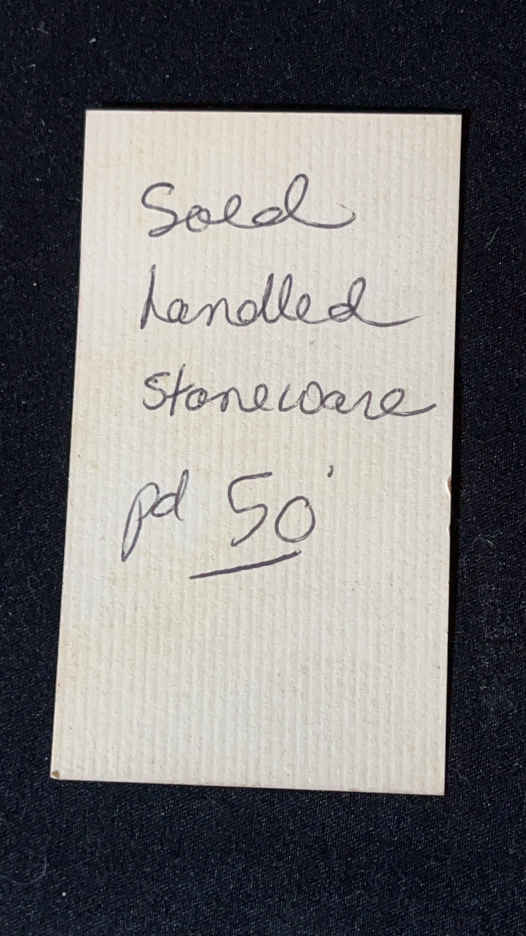 Sold
handled
stoneware
pd 50'